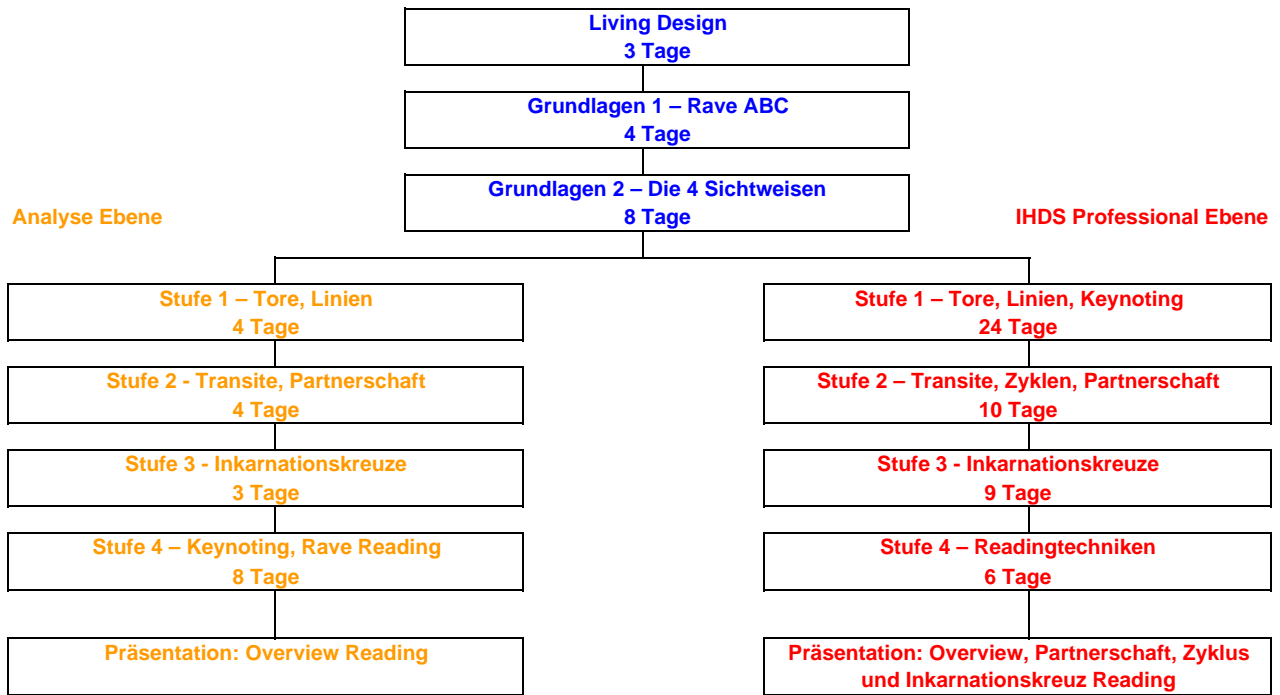 Living Design
3 Tage
Grundlagen 1 – Rave ABC
4 Tage
Grundlagen 2 – Die 4 Sichtweisen
8 Tage
Analyse Ebene
IHDS Professional Ebene
Stufe 1 – Tore, Linien
4 Tage
Stufe 2 - Transite, Partnerschaft
4 Tage
Stufe 3 - Inkarnationskreuze
3 Tage
Stufe 4 – Keynoting, Rave Reading
8 Tage
Präsentation: Overview Reading
Stufe 1 – Tore, Linien, Keynoting
24 Tage
Stufe 2 – Transite, Zyklen, Partnerschaft
10 Tage
Stufe 3 - Inkarnationskreuze
9 Tage
Stufe 4 – Readingtechniken
6 Tage
Präsentation: Overview, Partnerschaft, Zyklus
und Inkarnationskreuz Reading